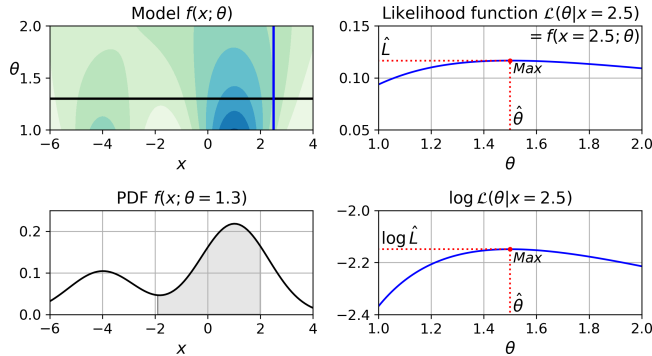 Model f(x; θ)
θ
2.0
1.5
1.0
−6 −4 −2 0 2 4
x
Likelihood function ℒ(θ|x = 2.5)
= f(x = 2.5; θ)
L̂
Max
θ̂
0.10
0.05
1.0 1.2 1.4 1.6 1.8 2.0
θ
PDF f(x; θ = 1.3)
0.2
0.1
0.0
−6 −4 −2 0 2 4
x
log ℒ(θ|x = 2.5)
−2.0
log L̂
Max
−2.2
θ̂
−2.4
1.0 1.2 1.4 1.6 1.8 2.0
θ